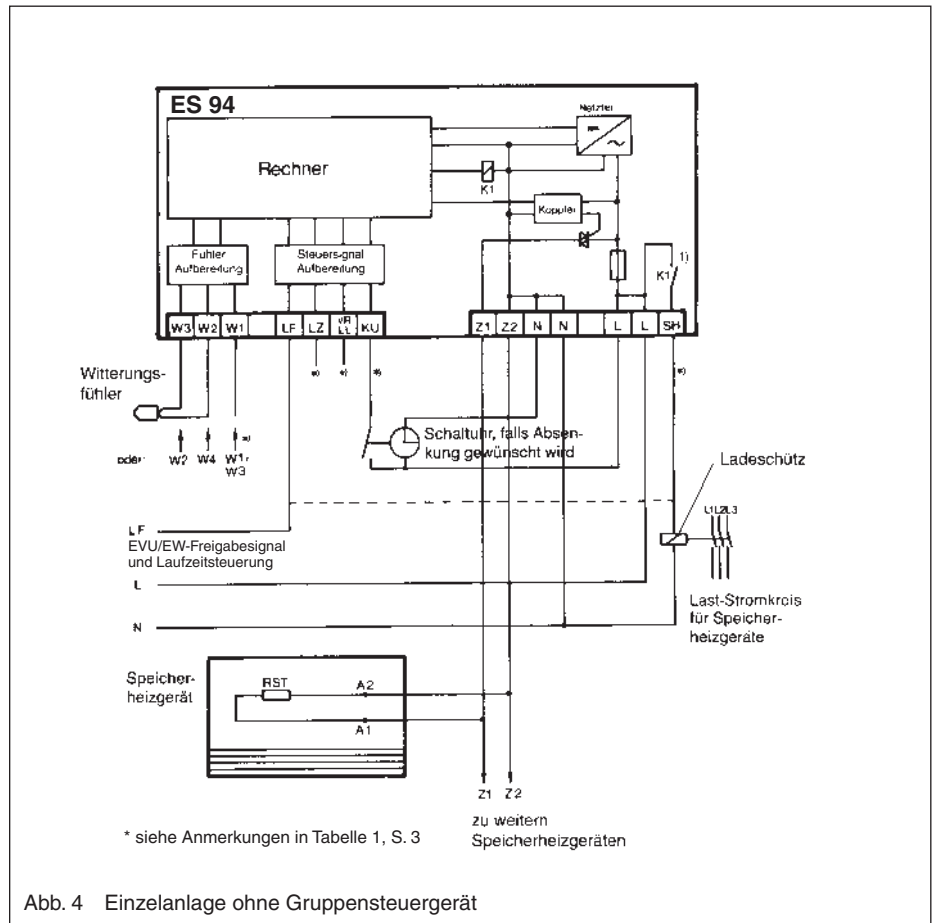 ES 94
Netzteil
Rechner
K1
Koppler
Fühler
Aufbereitung
Steuersignal
Aufbereitung
K1
1)
W3 W2 W1 LF LZ KU
Z1 Z2 N N L L SH
*) *) *) *)
Witterungs-
fühler
oder
W2 W4 W1, *)
W3
Schaltuhr, falls Absen-
kung gewünscht wird
Ladeschütz
L1L2L3
LF
EVU/EW-Freigabesignal
und Laufzeitsteuerung
L
N
Last-Stromkreis
für Speicher-
heizgeräte
Speicher-
heizgerät
RST
A2
A1
Z1 Z2
zu weitern
Speicherheizgeräten
* siehe Anmerkungen in Tabelle 1, S. 3
Abb. 4 Einzelanlage ohne Gruppensteuergerät